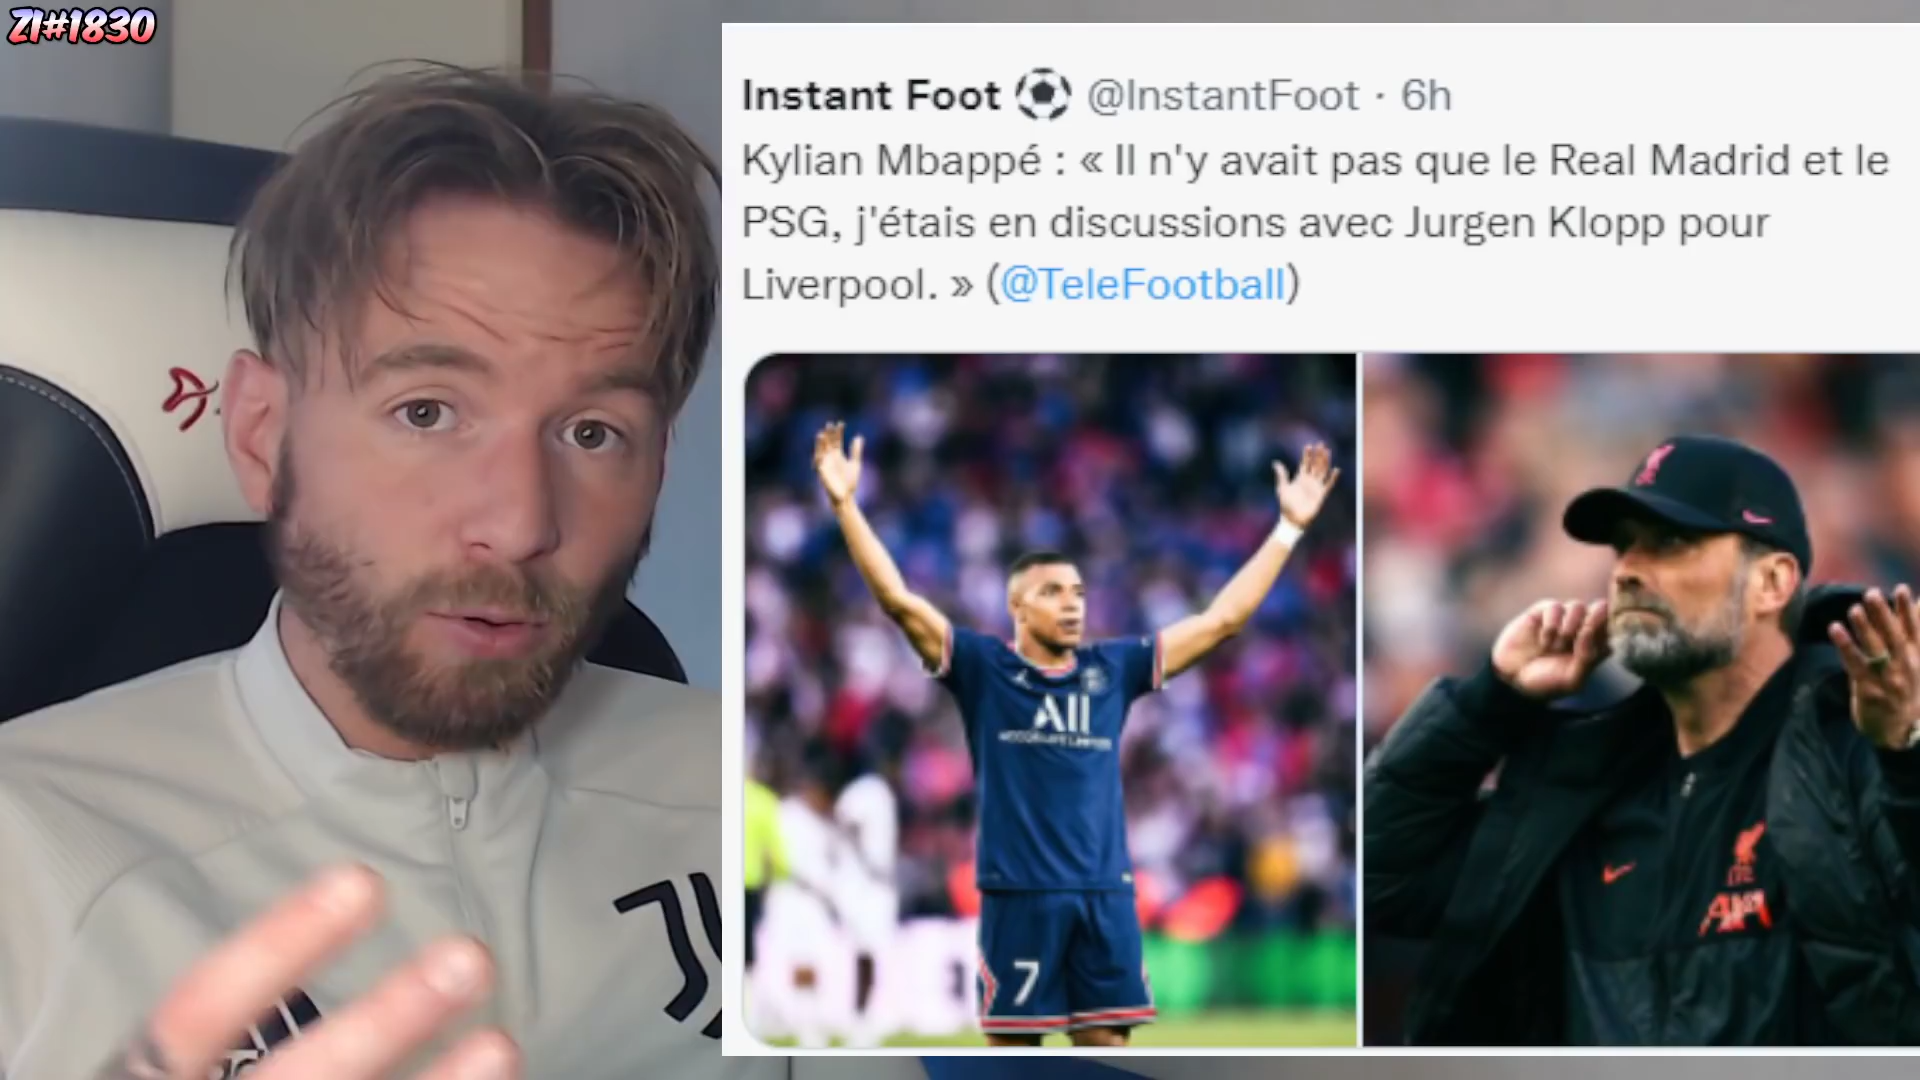 ZI#1830
Instant Foot @InstantFoot · 6h
Kylian Mbappé : « Il n'y avait pas que le Real Madrid et le
PSG, j'étais en discussions avec Jurgen Klopp pour
Liverpool. » (@TeleFootball)
All
7